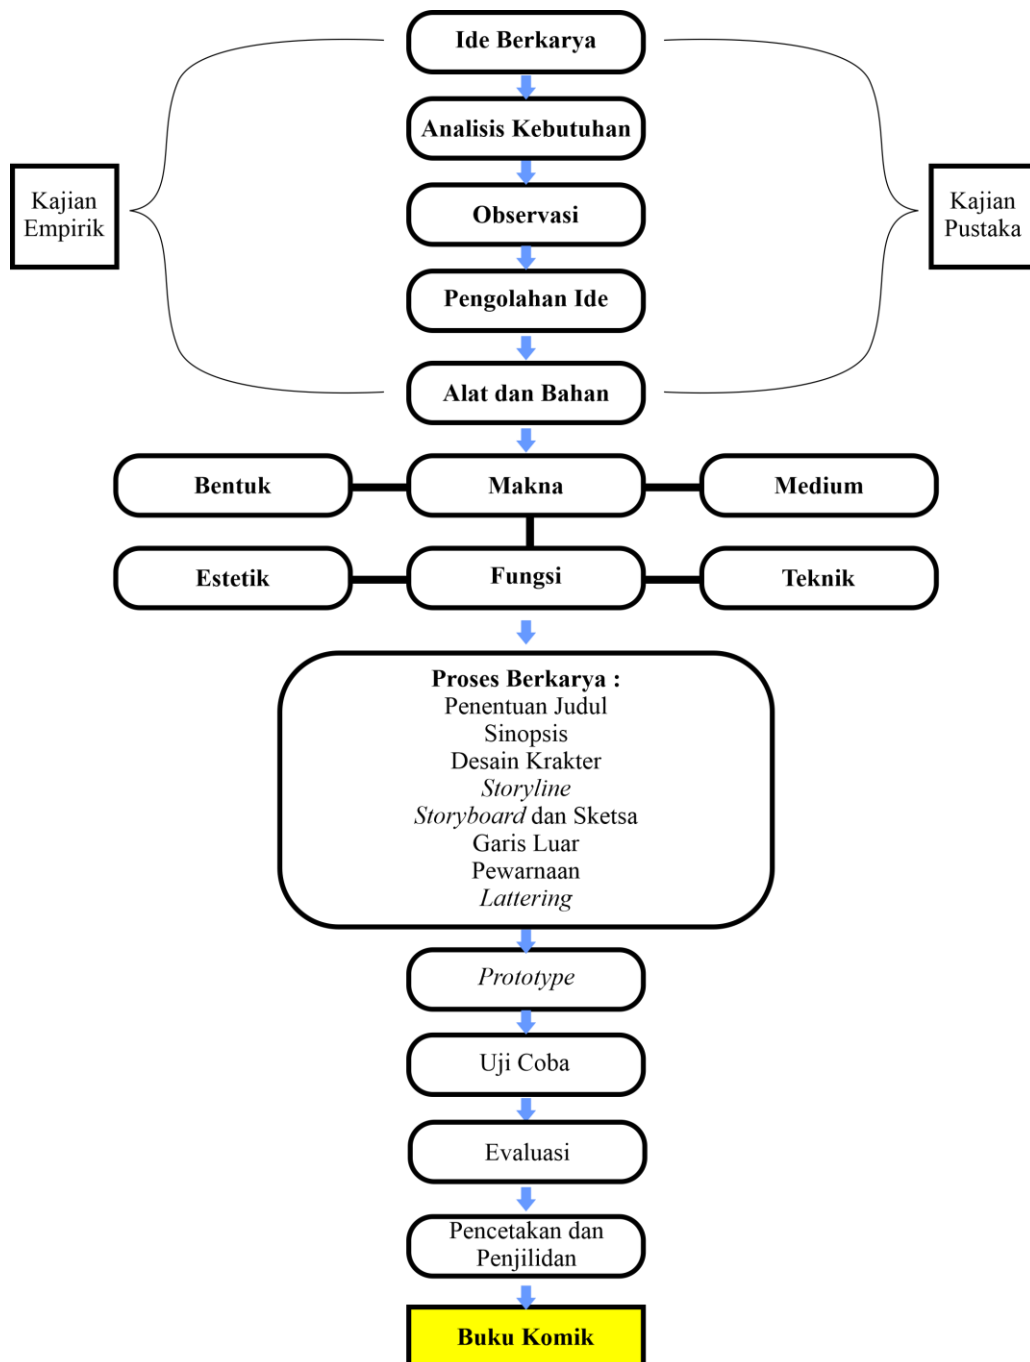 Ide Berkarya
Analisis Kebutuhan
Kajian
Empirik
Observasi
Kajian
Pustaka
Pengolahan Ide
Alat dan Bahan
Bentuk
Makna
Medium
Estetik
Fungsi
Teknik
Proses Berkarya :
Penentuan Judul
Sinopsis
Desain Krakter
Storyline
Storyboard dan Sketsa
Garis Luar
Pewarnaan
Lattering
Prototype
Uji Coba
Evaluasi
Pencetakan dan
Penjilidan
Buku Komik